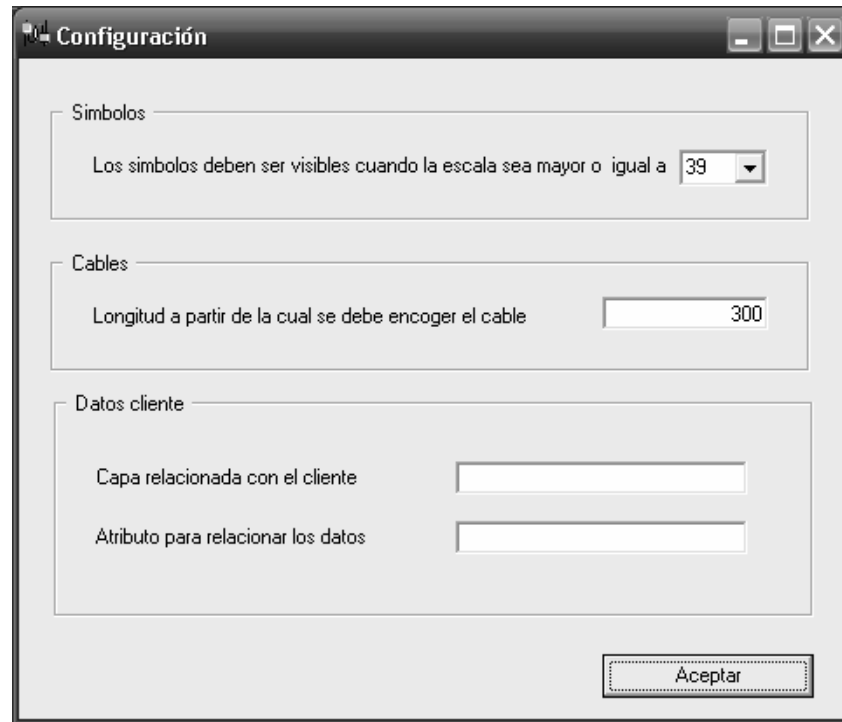 Configuración
Simbolos
Los simbolos deben ser visibles cuando la escala sea mayor o igual a 39
Cables
Longitud a partir de la cual se debe encoger el cable 300
Datos cliente
Capa relacionada con el cliente
Atributo para relacionar los datos
Aceptar